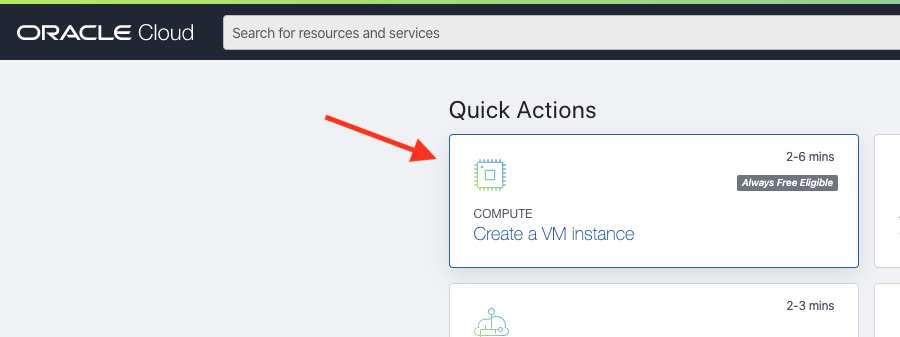 ORACLE Cloud
Search for resources and services
Quick Actions
2-6 mins
Always Free Eligible
COMPUTE
Create a VM instance
2-3 mins